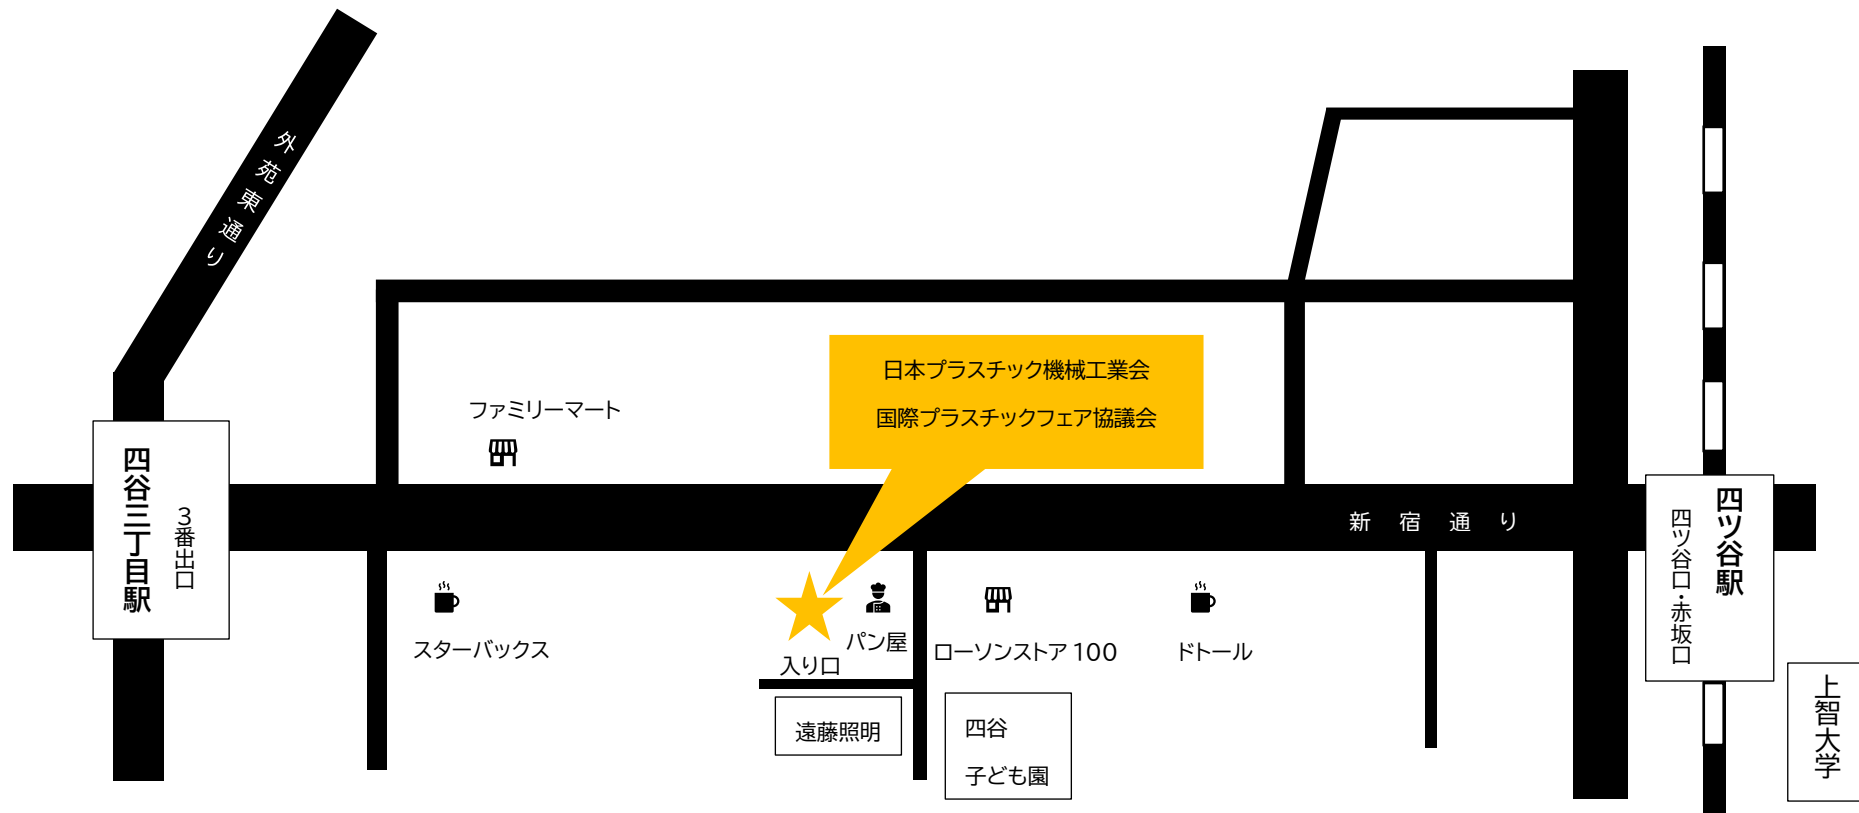 外苑東通り
日本プラスチック機械工業会
国際プラスチックフェア協議会
ファミリーマート
四谷三丁目駅
3番出口
新宿通り
四ツ谷駅
四ツ谷口・赤坂口
スターバックス
入り口
パン屋
ローソンストア100
ドトール
遠藤照明
四谷
子ども園
上智大学